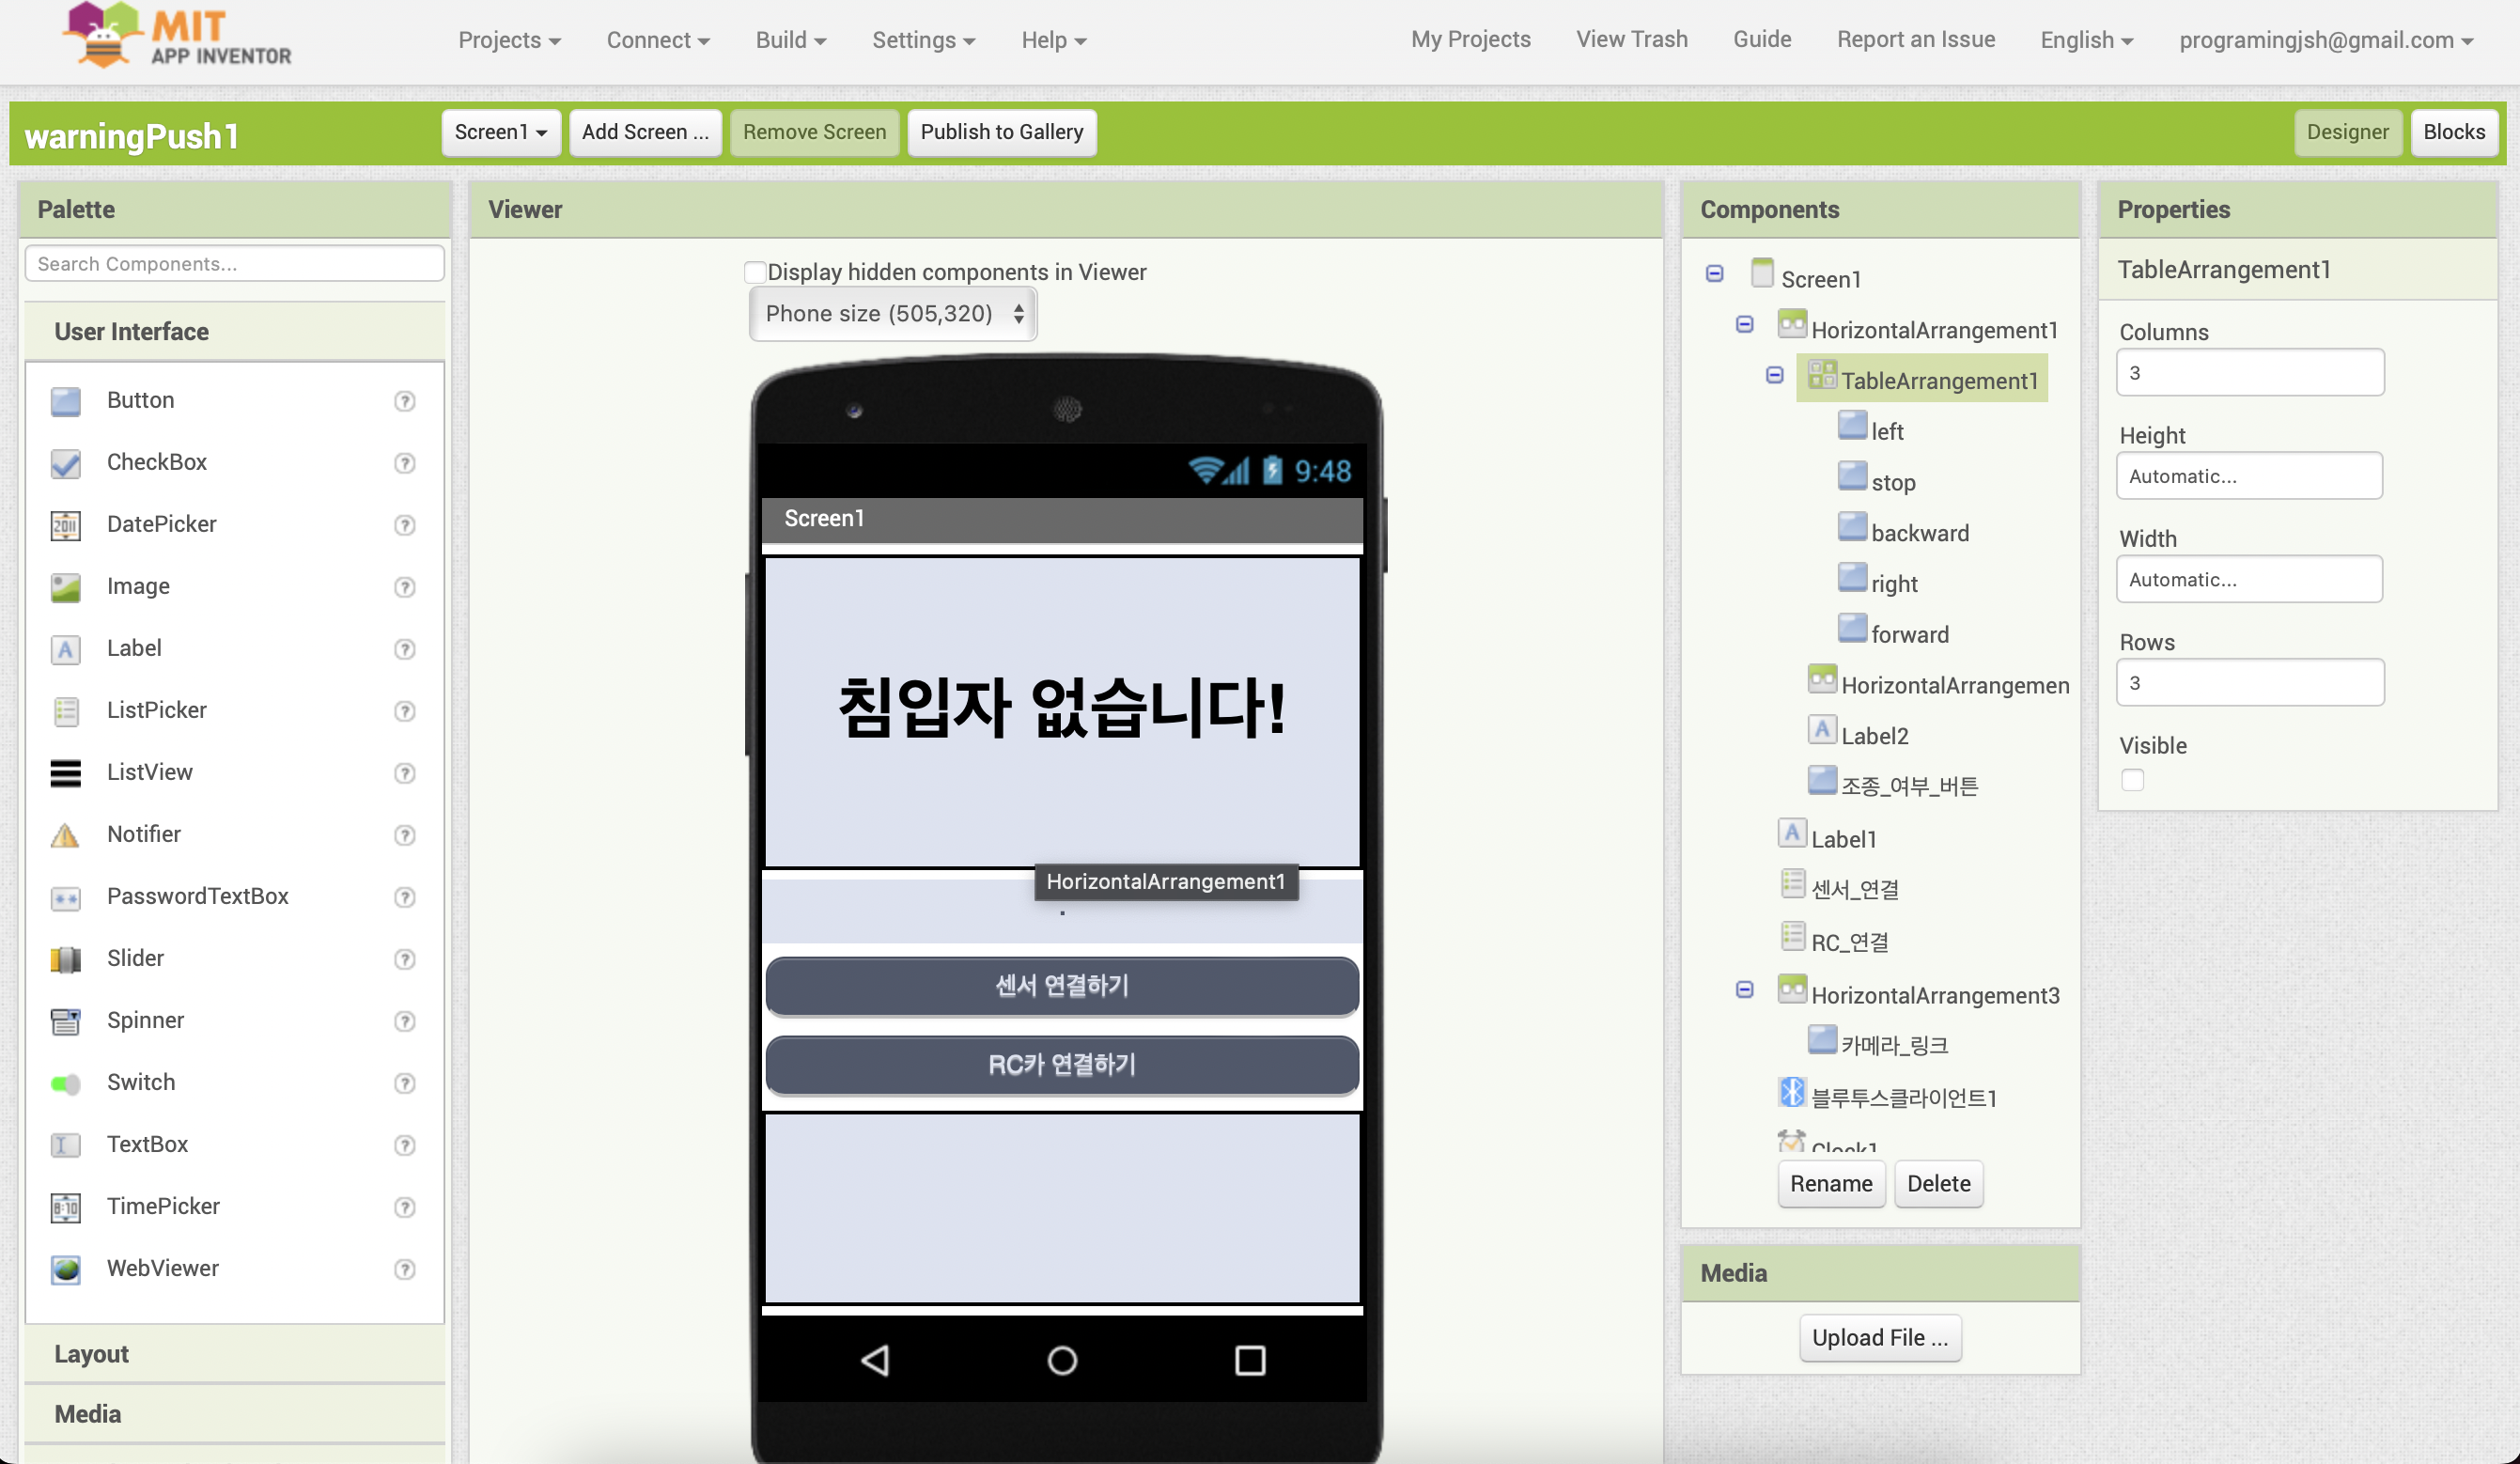 MIT
APP INVENTOR
Projects
Connect
Build
Settings
Help
My Projects
View Trash
Guide
Report an Issue
English
programingjsh@gmail.com
warningPush1
Screen1
Add Screen ...
Remove Screen
Publish to Gallery
Designer
Blocks
Palette
Search Components...
User Interface
Button
?
CheckBox
?
2011
DatePicker
?
Image
?
A
Label
?
ListPicker
?
ListView
?
Notifier
?
PasswordTextBox
?
Slider
?
Spinner
?
Switch
?
TextBox
?
8:10
TimePicker
?
WebViewer
?
Layout
Media
Viewer
Display hidden components in Viewer
Phone size (505,320)
9:48
Screen1
침입자 없습니다!
HorizontalArrangement1
.
센서 연결하기
RC카 연결하기
Components
Screen1
HorizontalArrangement1
TableArrangement1
left
stop
backward
right
forward
HorizontalArrangemen
A
Label2
조종_여부_버튼
A
Label1
센서_연결
RC_연결
HorizontalArrangement3
카메라_링크
블루투스클라이언트1
Clock1
Rename
Delete
Media
Upload File ...
Properties
TableArrangement1
Columns
3
Height
Automatic...
Width
Automatic...
Rows
3
Visible